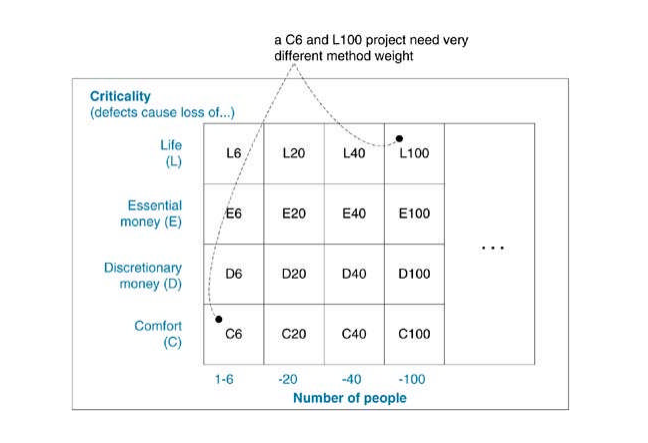 a C6 and L100 project need very
different method weight
Criticality
(defects cause loss of...)
Life
(L)
L6 L20 L40 L100
Essential
money (E)
E6 E20 E40 E100
...
Discretionary
money (D)
D6 D20 D40 D100
Comfort
(C)
C6 C20 C40 C100
1-6 -20 -40 -100
Number of people